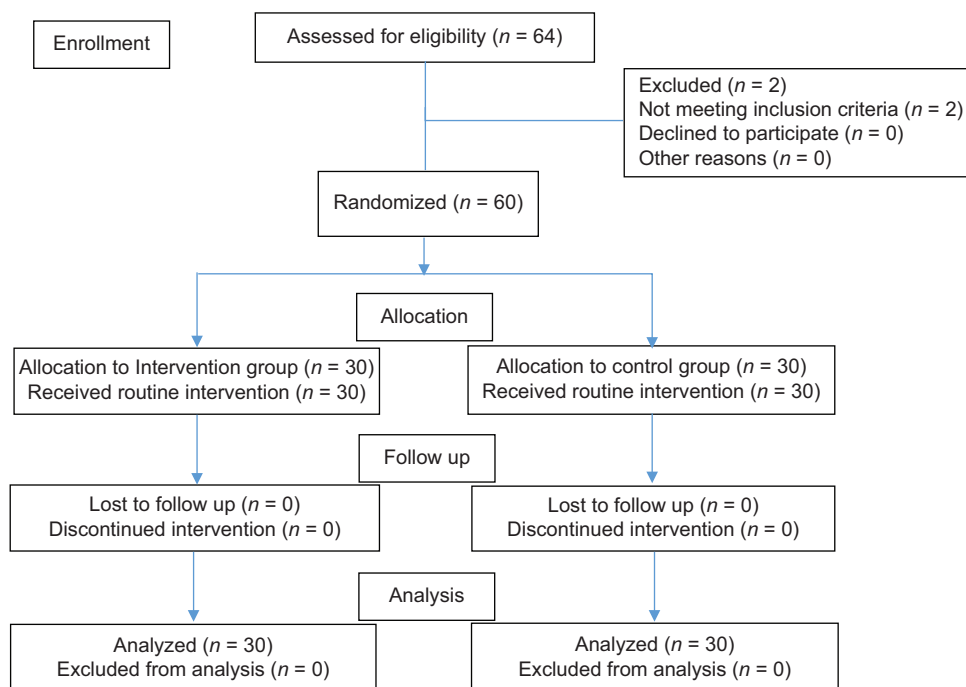 Enrollment
Assessed for eligibility (n = 64)
Excluded (n = 2)
Not meeting inclusion criteria (n = 2)
Declined to participate (n = 0)
Other reasons (n = 0)
Randomized (n = 60)
Allocation
Allocation to Intervention group (n = 30)
Received routine intervention (n = 30)
Allocation to control group (n = 30)
Received routine intervention (n = 30)
Follow up
Lost to follow up (n = 0)
Discontinued intervention (n = 0)
Lost to follow up (n = 0)
Discontinued intervention (n = 0)
Analysis
Analyzed (n = 30)
Excluded from analysis (n = 0)
Analyzed (n = 30)
Excluded from analysis (n = 0)